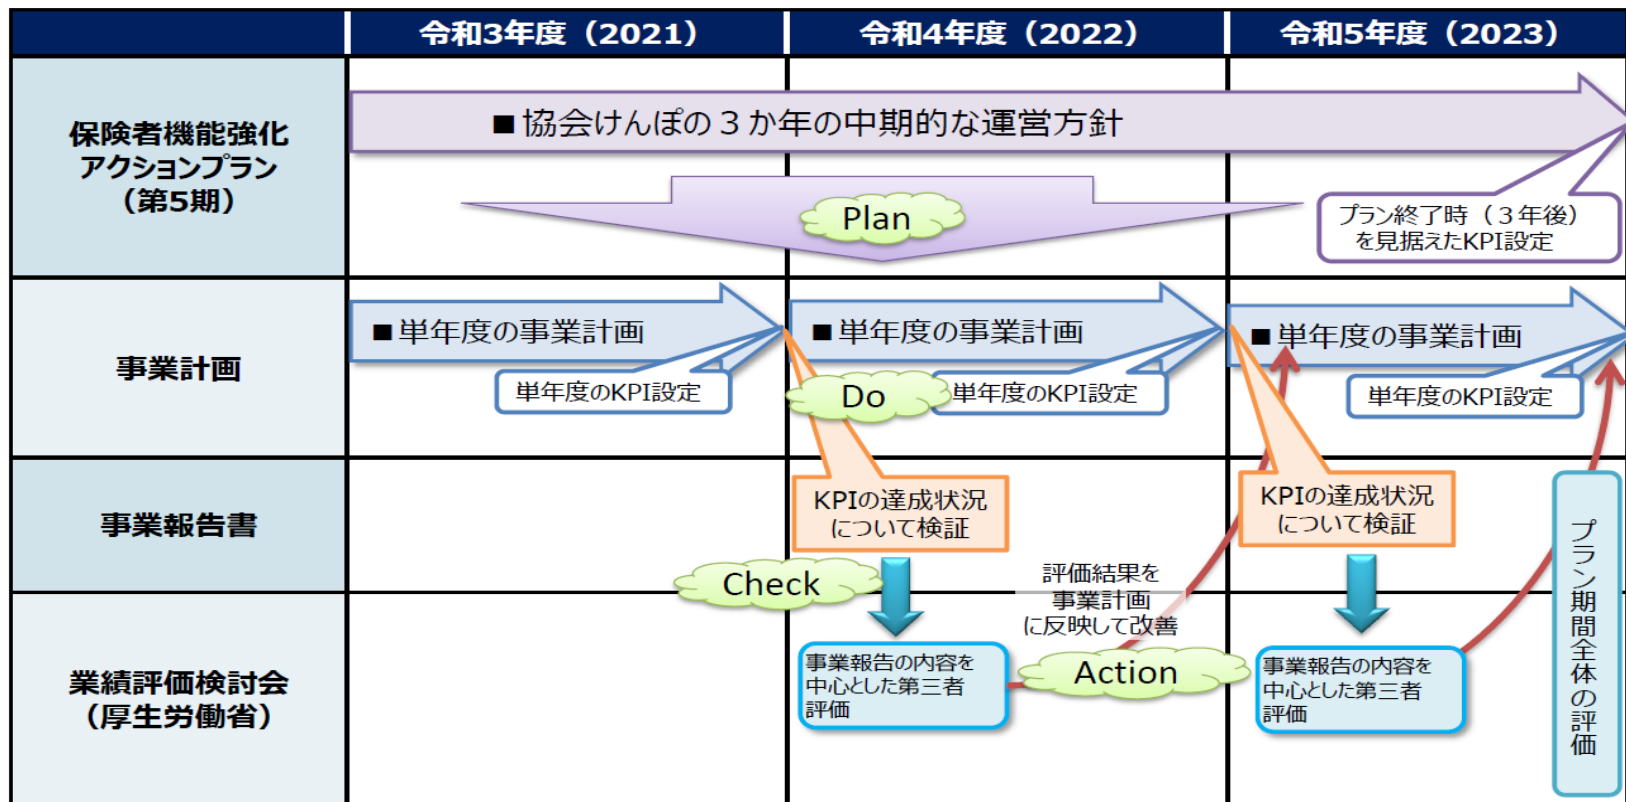 令和3年度（2021）
令和4年度（2022）
令和5年度（2023）
保険者機能強化
アクションプラン
（第5期）
■協会けんぽの３か年の中期的な運営方針
Plan
プラン終了時（３年後）
を見据えたKPI設定
事業計画
■単年度の事業計画
単年度のKPI設定
■単年度の事業計画
Do
単年度のKPI設定
■単年度の事業計画
単年度のKPI設定
事業報告書
KPIの達成状況
について検証
KPIの達成状況
について検証
Check
評価結果を
事業計画
に反映して改善
プラン期間全体の評価
業績評価検討会
（厚生労働省）
事業報告の内容を
中心とした第三者
評価
Action
事業報告の内容を
中心とした第三者
評価